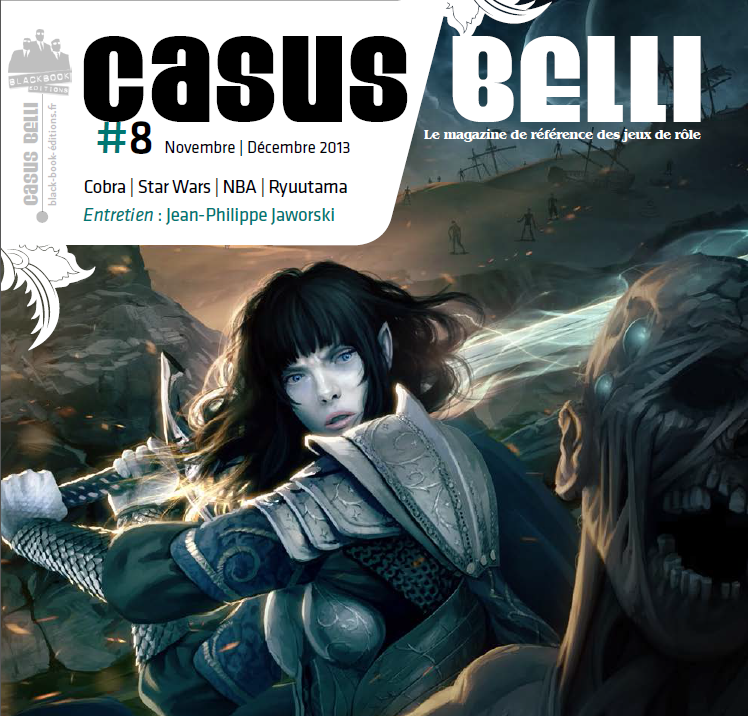 CASUS BELLI
#8 Novembre | Décembre 2013
Le magazine de référence des jeux de rôle
Cobra | Star Wars | NBA | Ryuutama
Entretien : Jean-Philippe Jaworski
BLACKBOOK
EDITIONS
CASUS BELLI
black-book-editions.fr